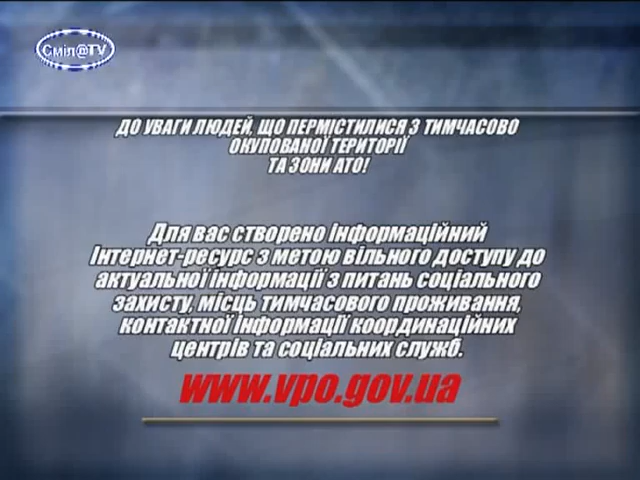 Сміл@TV
ДО УВАГИ ЛЮДЕЙ, ЩО ПЕРМІСТИЛИСЯ З ТИМЧАСОВО
ОКУПОВАНОЇ ТЕРИТОРІЇ
ТА ЗОНИ АТО!
Для вас створено Інформаційний
Інтернет-ресурс з метою вільного доступу до
актуальної інформації з питань соціального
захисту, місць тимчасового проживання,
контактної інформації координаційних
центрів та соціальних служб.
www.vpo.gov.ua